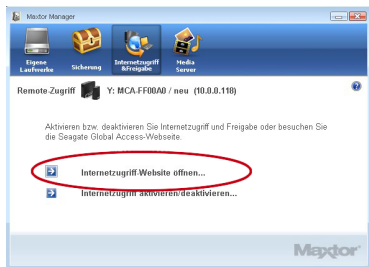 Maxtor Manager
Eigene Laufwerke
Sicherung
Internetzugriff &Freigabe
Media Server
Remote-Zugriff Y: MCA-FF00A0 / neu (10.0.0.118)
Aktivieren bzw. deaktivieren Sie Internetzugriff und Freigabe oder besuchen Sie
die Seagate Global Access-Webseite.
Internetzugriff-Website öffnen...
Internetzugriff aktivieren/deaktivieren...
Maxtor